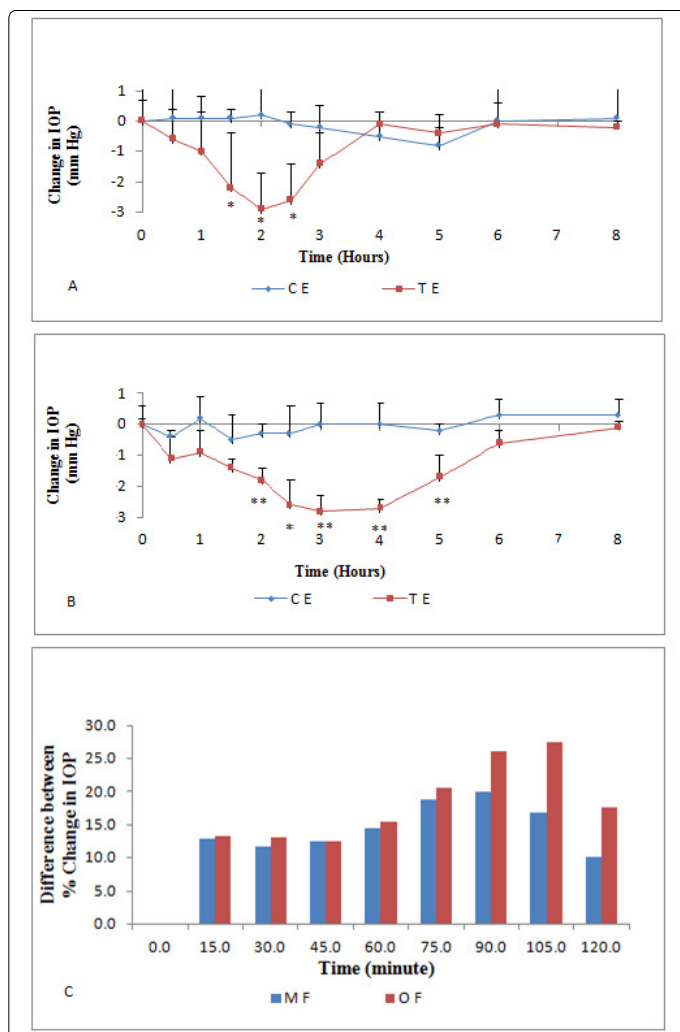 1
0
-1
-2
-3
Change in IOP
(mm Hg)
*
*
*
0 1 2 3 4 5 6 7 8
Time (Hours)
A
C E T E
1
0
1
2
3
Change in IOP
(mm Hg)
**
*
**
**
**
0 1 2 3 4 5 6 7 8
Time (Hours)
B
C E T E
30.0
25.0
20.0
15.0
10.0
5.0
0.0
Difference between
% Change in IOP
0.0 15.0 30.0 45.0 60.0 75.0 90.0 105.0 120.0
Time (minute)
C
M F O F